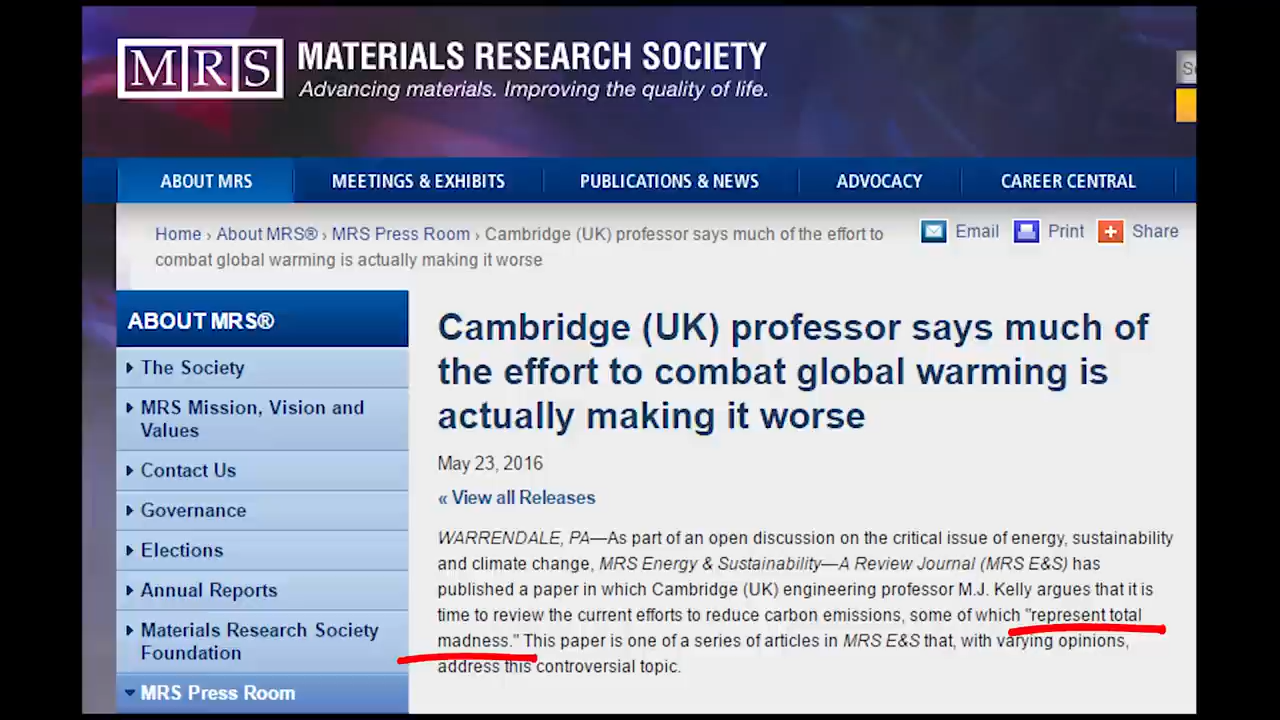 MRS MATERIALS RESEARCH SOCIETY
Advancing materials. Improving the quality of life.
ABOUT MRS MEETINGS & EXHIBITS PUBLICATIONS & NEWS ADVOCACY CAREER CENTRAL
Home › About MRS® › MRS Press Room › Cambridge (UK) professor says much of the effort to
combat global warming is actually making it worse
Email Print Share
ABOUT MRS®
The Society
MRS Mission, Vision and
Values
Contact Us
Governance
Elections
Annual Reports
Materials Research Society
Foundation
MRS Press Room
Cambridge (UK) professor says much of
the effort to combat global warming is
actually making it worse
May 23, 2016
« View all Releases
WARRENDALE, PA—As part of an open discussion on the critical issue of energy, sustainability
and climate change, MRS Energy & Sustainability—A Review Journal (MRS E&S) has
published a paper in which Cambridge (UK) engineering professor M.J. Kelly argues that it is
time to review the current efforts to reduce carbon emissions, some of which "represent total
madness." This paper is one of a series of articles in MRS E&S that, with varying opinions,
address this controversial topic.